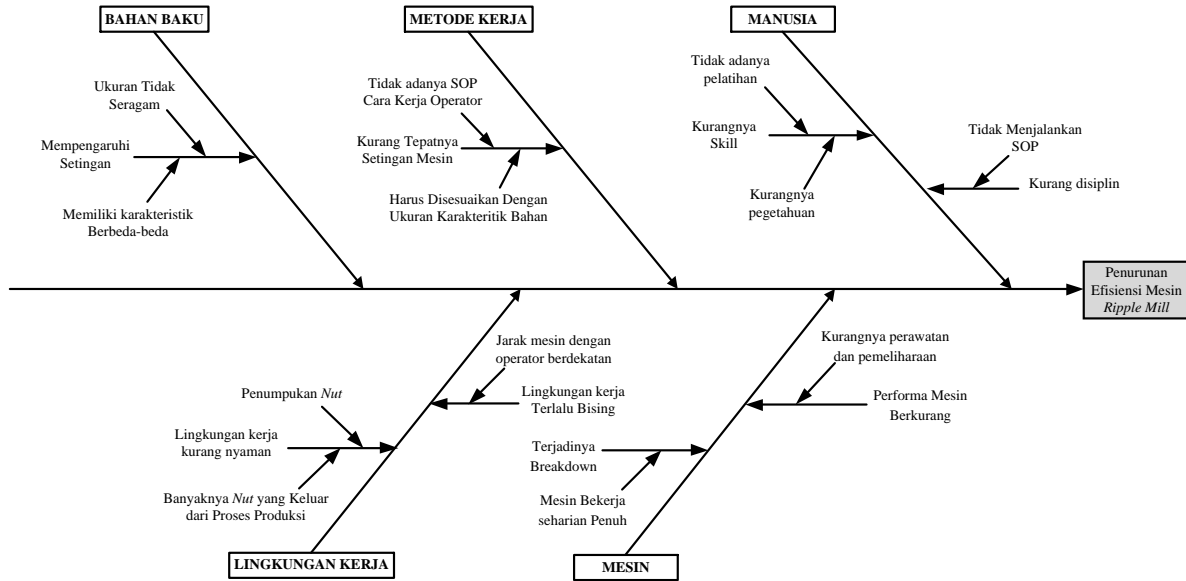 BAHAN BAKU
METODE KERJA
MANUSIA
Ukuran Tidak
Seragam
Mempengaruhi
Setingan
Memiliki karakteristik
Berbeda-beda
Tidak adanya SOP
Cara Kerja Operator
Kurang Tepatnya
Setingan Mesin
Harus Disesuaikan Dengan
Ukuran Karakteritik Bahan
Tidak adanya
pelatihan
Kurangnya
Skill
Kurangnya
pegetahuan
Tidak Menjalankan
SOP
Kurang disiplin
Penurunan
Efisiensi Mesin
Ripple Mill
Jarak mesin dengan
operator berdekatan
Penumpukan Nut
Lingkungan kerja
Terlalu Bising
Lingkungan kerja
kurang nyaman
Banyaknya Nut yang Keluar
dari Proses Produksi
Kurangnya perawatan
dan pemeliharaan
Performa Mesin
Berkurang
Terjadinya
Breakdown
Mesin Bekerja
seharian Penuh
LINGKUNGAN KERJA
MESIN